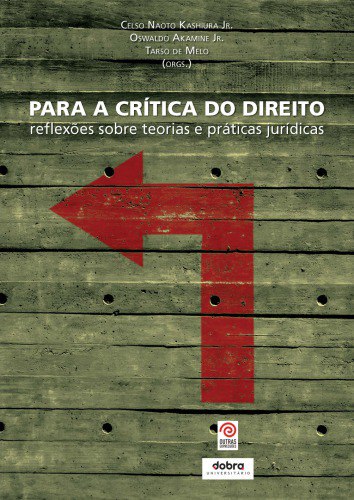 Celso Naoto Kashiura Jr.
Oswaldo Akamine Jr.
Tarso de Melo
(orgs.)
PARA A CRÍTICA DO DIREITO
reflexões sobre teorias e práticas jurídicas
OUTRAS
EXPRESSÕES
dobra
UNIVERSITÁRIO